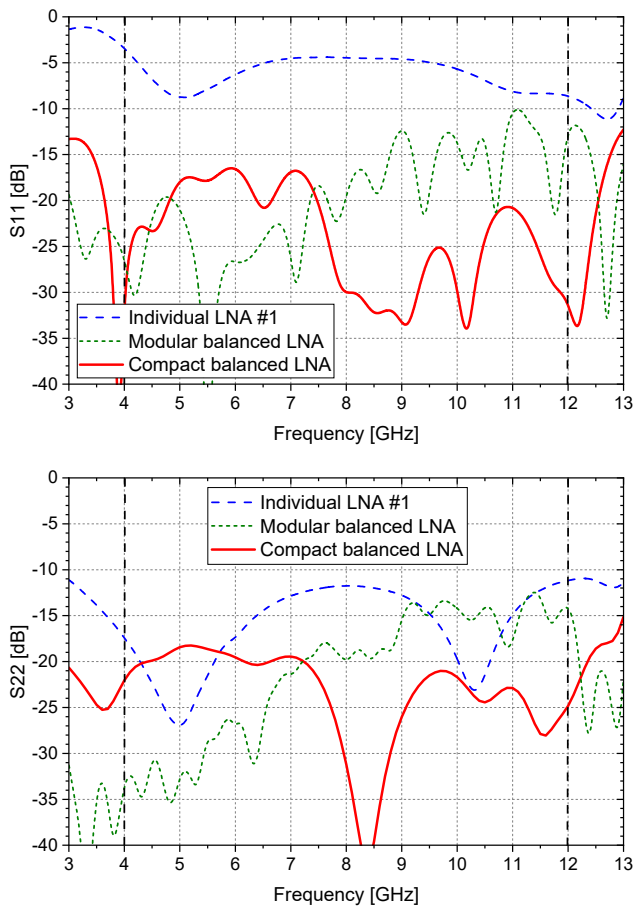 0
-5
-10
-15
-20
-25
-30
-35
-40
S11 [dB]
Individual LNA #1
Modular balanced LNA
Compact balanced LNA
3 4 5 6 7 8 9 10 11 12 13
Frequency [GHz]
0
-5
-10
-15
-20
-25
-30
-35
-40
S22 [dB]
Individual LNA #1
Modular balanced LNA
Compact balanced LNA
3 4 5 6 7 8 9 10 11 12 13
Frequency [GHz]